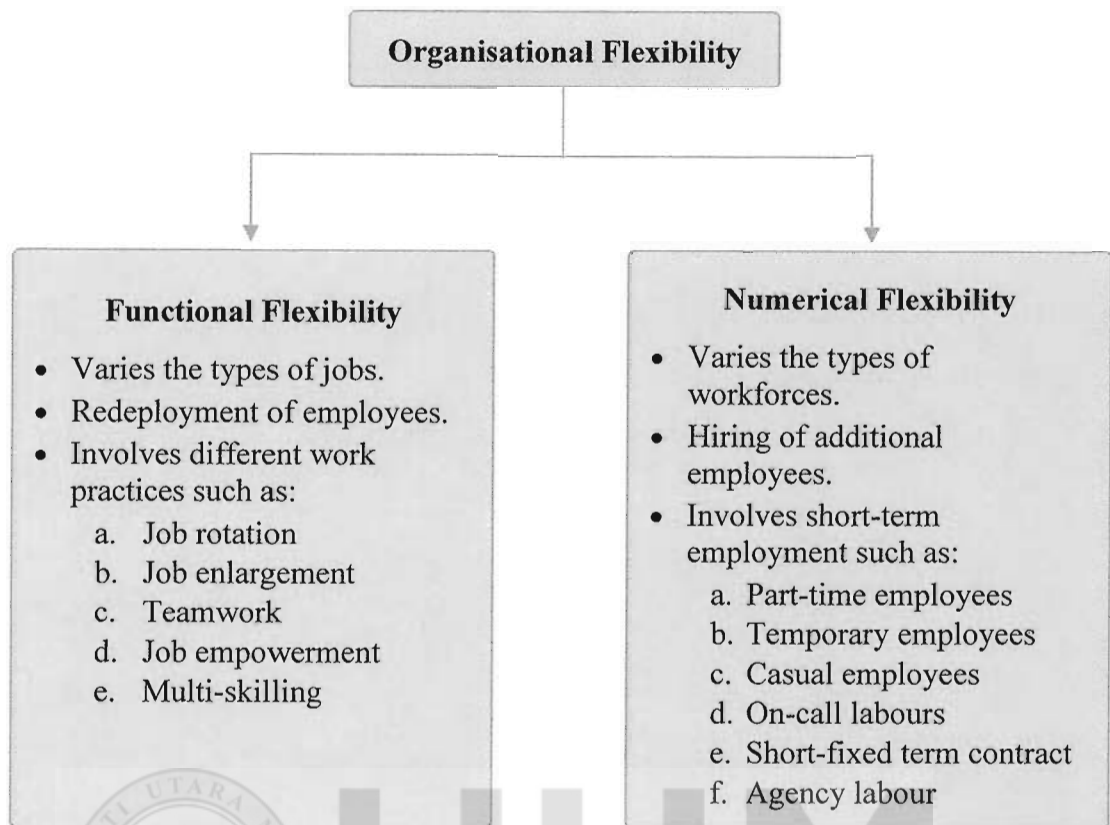 Organisational Flexibility
Functional Flexibility
• Varies the types of jobs.
• Redeployment of employees.
• Involves different work
practices such as:
a. Job rotation
b. Job enlargement
c. Teamwork
d. Job empowerment
e. Multi-skilling
Numerical Flexibility
• Varies the types of
workforces.
• Hiring of additional
employees.
• Involves short-term
employment such as:
a. Part-time employees
b. Temporary employees
c. Casual employees
d. On-call labours
e. Short-fixed term contract
f. Agency labour
UTARA